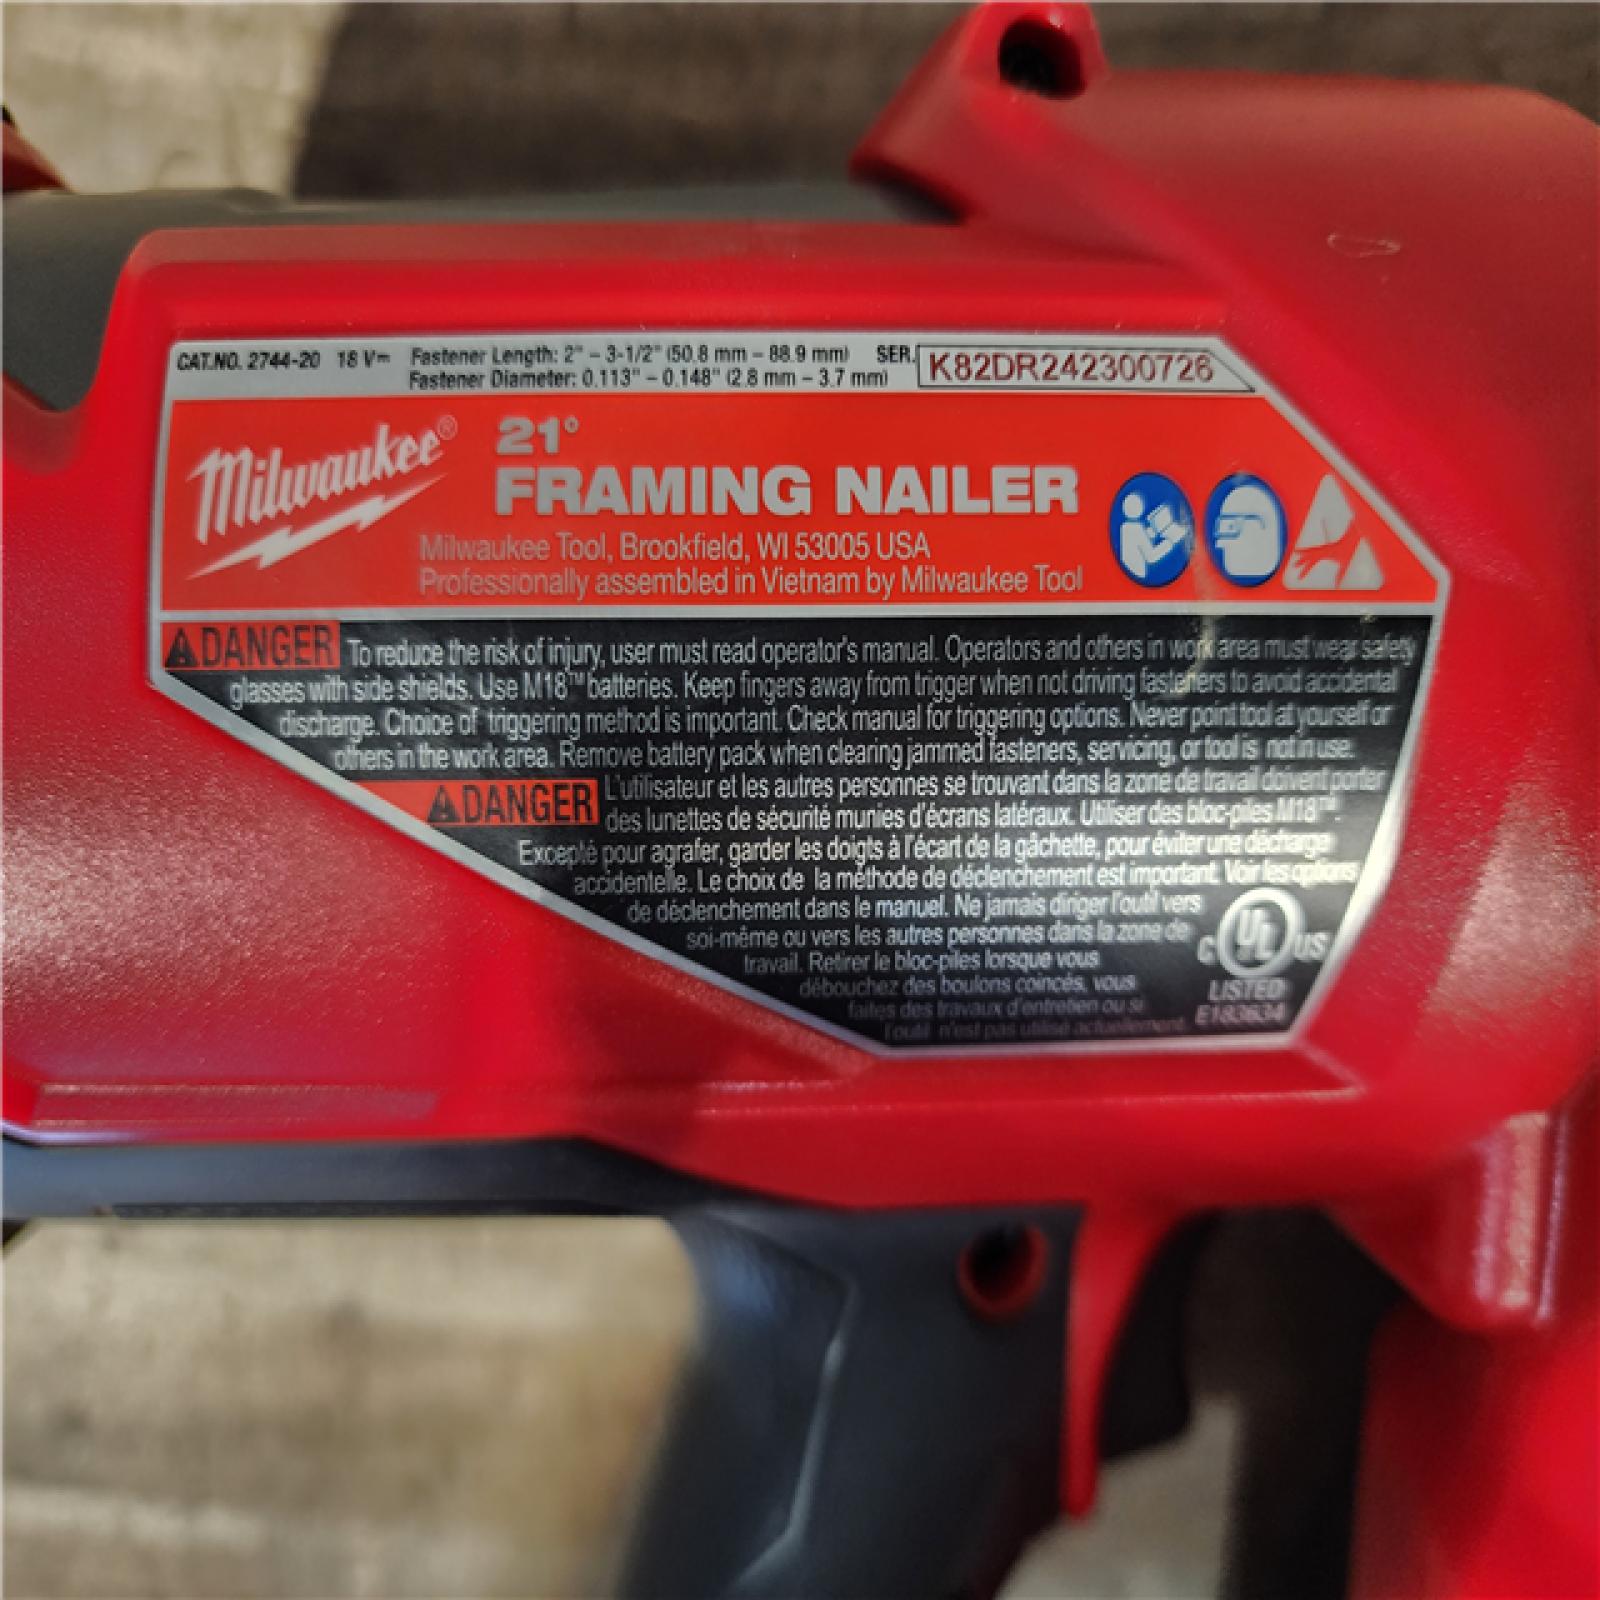 CAT.NO. 2744-20 18 V⎓ Fastener Length: 2" – 3-1/2" (50.8 mm – 88.9 mm) SER. K82DR242300726
Fastener Diameter: 0.113" – 0.148" (2.8 mm – 3.7 mm)
Milwaukee®
21°
FRAMING NAILER
Milwaukee Tool, Brookfield, WI 53005 USA
Professionally assembled in Vietnam by Milwaukee Tool
⚠DANGER To reduce the risk of injury, user must read operator's manual. Operators and others in work area must wear safety
glasses with side shields. Use M18™ batteries. Keep fingers away from trigger when not driving fasteners to avoid accidental
discharge. Choice of triggering method is important. Check manual for triggering options. Never point tool at yourself or
others in the work area. Remove battery pack when clearing jammed fasteners, servicing, or tool is not in use.
⚠DANGER L'utilisateur et les autres personnes se trouvant dans la zone de travail doivent porter
des lunettes de sécurité munies d'écrans latéraux. Utiliser des bloc-piles M18™.
Excepté pour agrafer, garder les doigts à l'écart de la gâchette, pour éviter une décharge
accidentelle. Le choix de la méthode de déclenchement est important. Voir les options
de déclenchement dans le manuel. Ne jamais diriger l'outil vers
soi-même ou vers les autres personnes dans la zone de
travail. Retirer le bloc-piles lorsque vous
débouchez des boulons coincés, vous
faites des travaux d'entretien ou si
l'outil n'est pas utilisé actuellement.
C UL US
LISTED
E183634